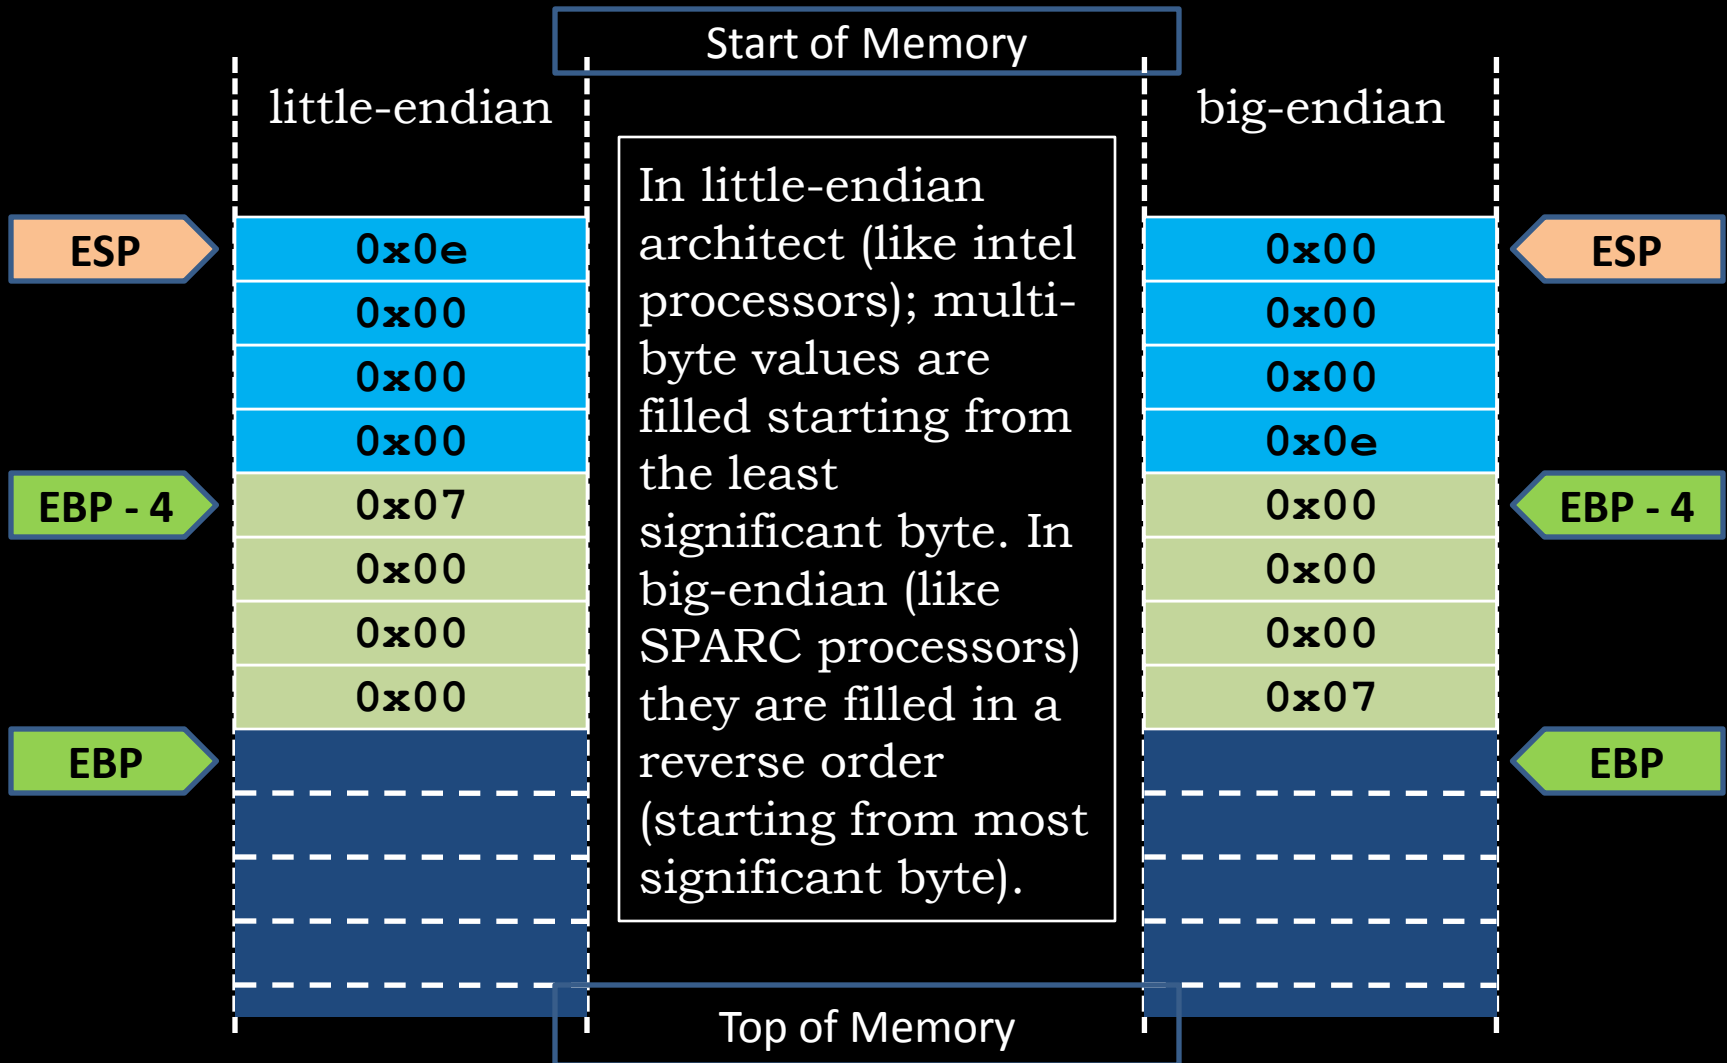 Start of Memory
little-endian
big-endian
ESP
0x0e
0x00
0x00
0x00
EBP - 4
0x07
0x00
0x00
0x00
EBP
In little-endian
architect (like intel
processors); multi-
byte values are
filled starting from
the least
significant byte. In
big-endian (like
SPARC processors)
they are filled in a
reverse order
(starting from most
significant byte).
0x00
ESP
0x00
0x00
0x0e
0x00
EBP - 4
0x00
0x00
0x07
EBP
Top of Memory